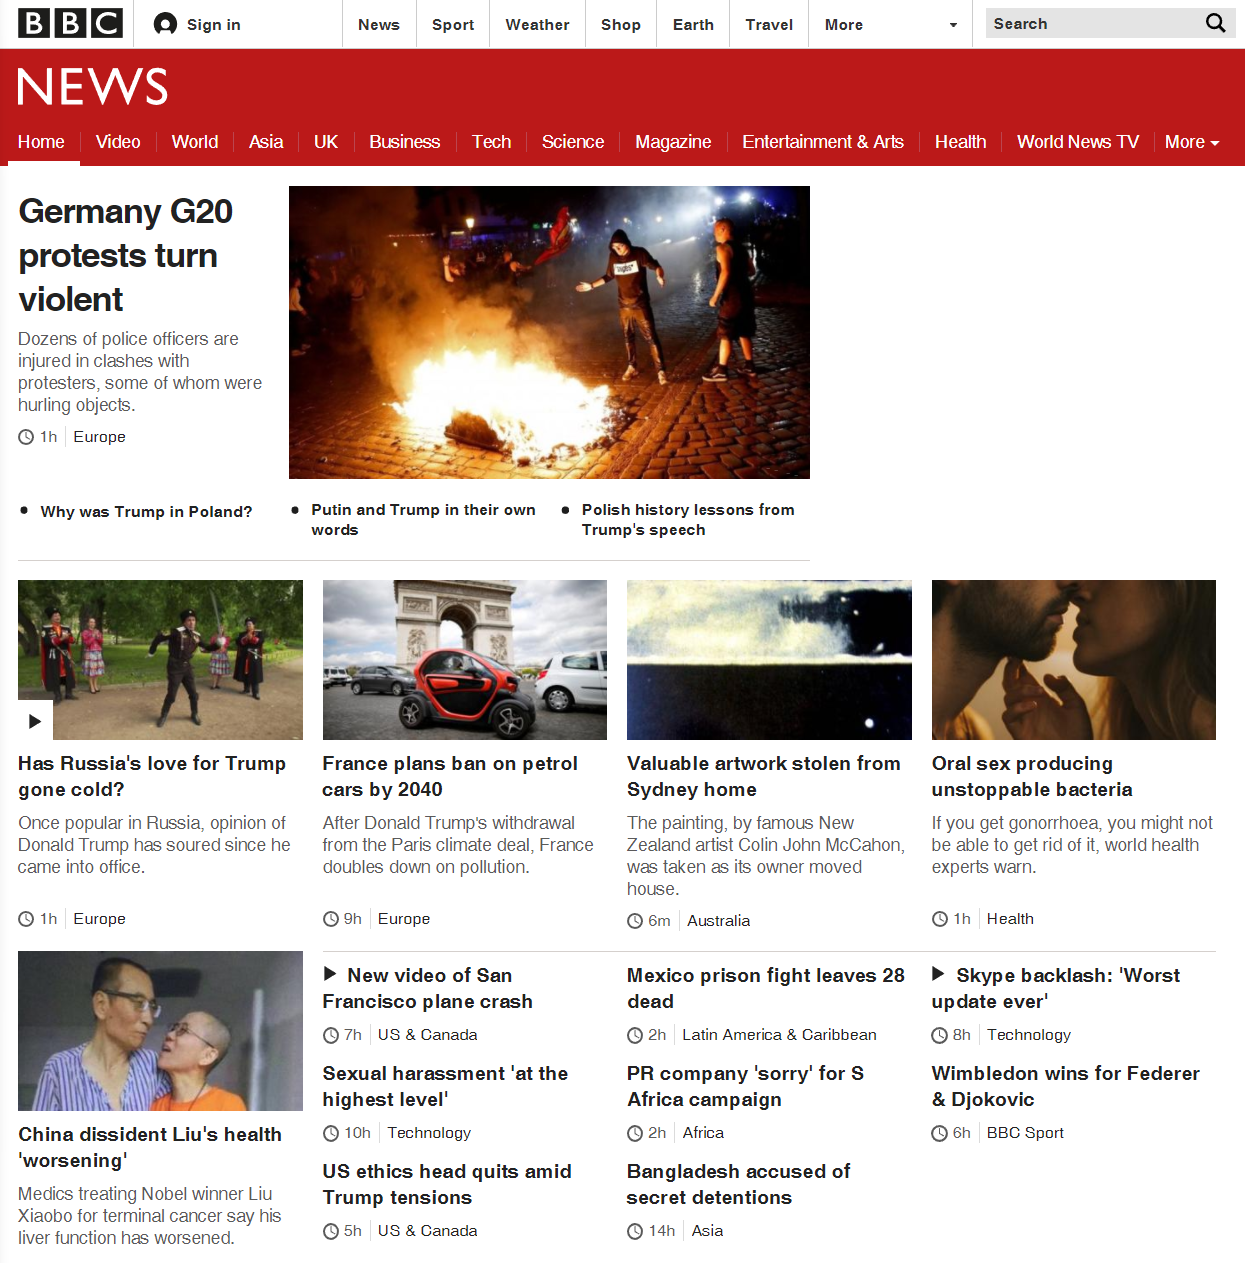 BBC Sign in News Sport Weather Shop Earth Travel More Search
NEWS
Home Video World Asia UK Business Tech Science Magazine Entertainment & Arts Health World News TV More
Germany G20
protests turn
violent
Dozens of police officers are
injured in clashes with
protesters, some of whom were
hurling objects.
1h Europe
Why was Trump in Poland?
Putin and Trump in their own
words
Polish history lessons from
Trump's speech
Has Russia's love for Trump
gone cold?
Once popular in Russia, opinion of
Donald Trump has soured since he
came into office.
1h Europe
France plans ban on petrol
cars by 2040
After Donald Trump's withdrawal
from the Paris climate deal, France
doubles down on pollution.
9h Europe
Valuable artwork stolen from
Sydney home
The painting, by famous New
Zealand artist Colin John McCahon,
was taken as its owner moved
house.
6m Australia
Oral sex producing
unstoppable bacteria
If you get gonorrhoea, you might not
be able to get rid of it, world health
experts warn.
1h Health
China dissident Liu's health
'worsening'
Medics treating Nobel winner Liu
Xiaobo for terminal cancer say his
liver function has worsened.
New video of San
Francisco plane crash
7h US & Canada
Sexual harassment 'at the
highest level'
10h Technology
US ethics head quits amid
Trump tensions
5h US & Canada
Mexico prison fight leaves 28
dead
2h Latin America & Caribbean
PR company 'sorry' for S
Africa campaign
2h Africa
Bangladesh accused of
secret detentions
14h Asia
Skype backlash: 'Worst
update ever'
8h Technology
Wimbledon wins for Federer
& Djokovic
6h BBC Sport